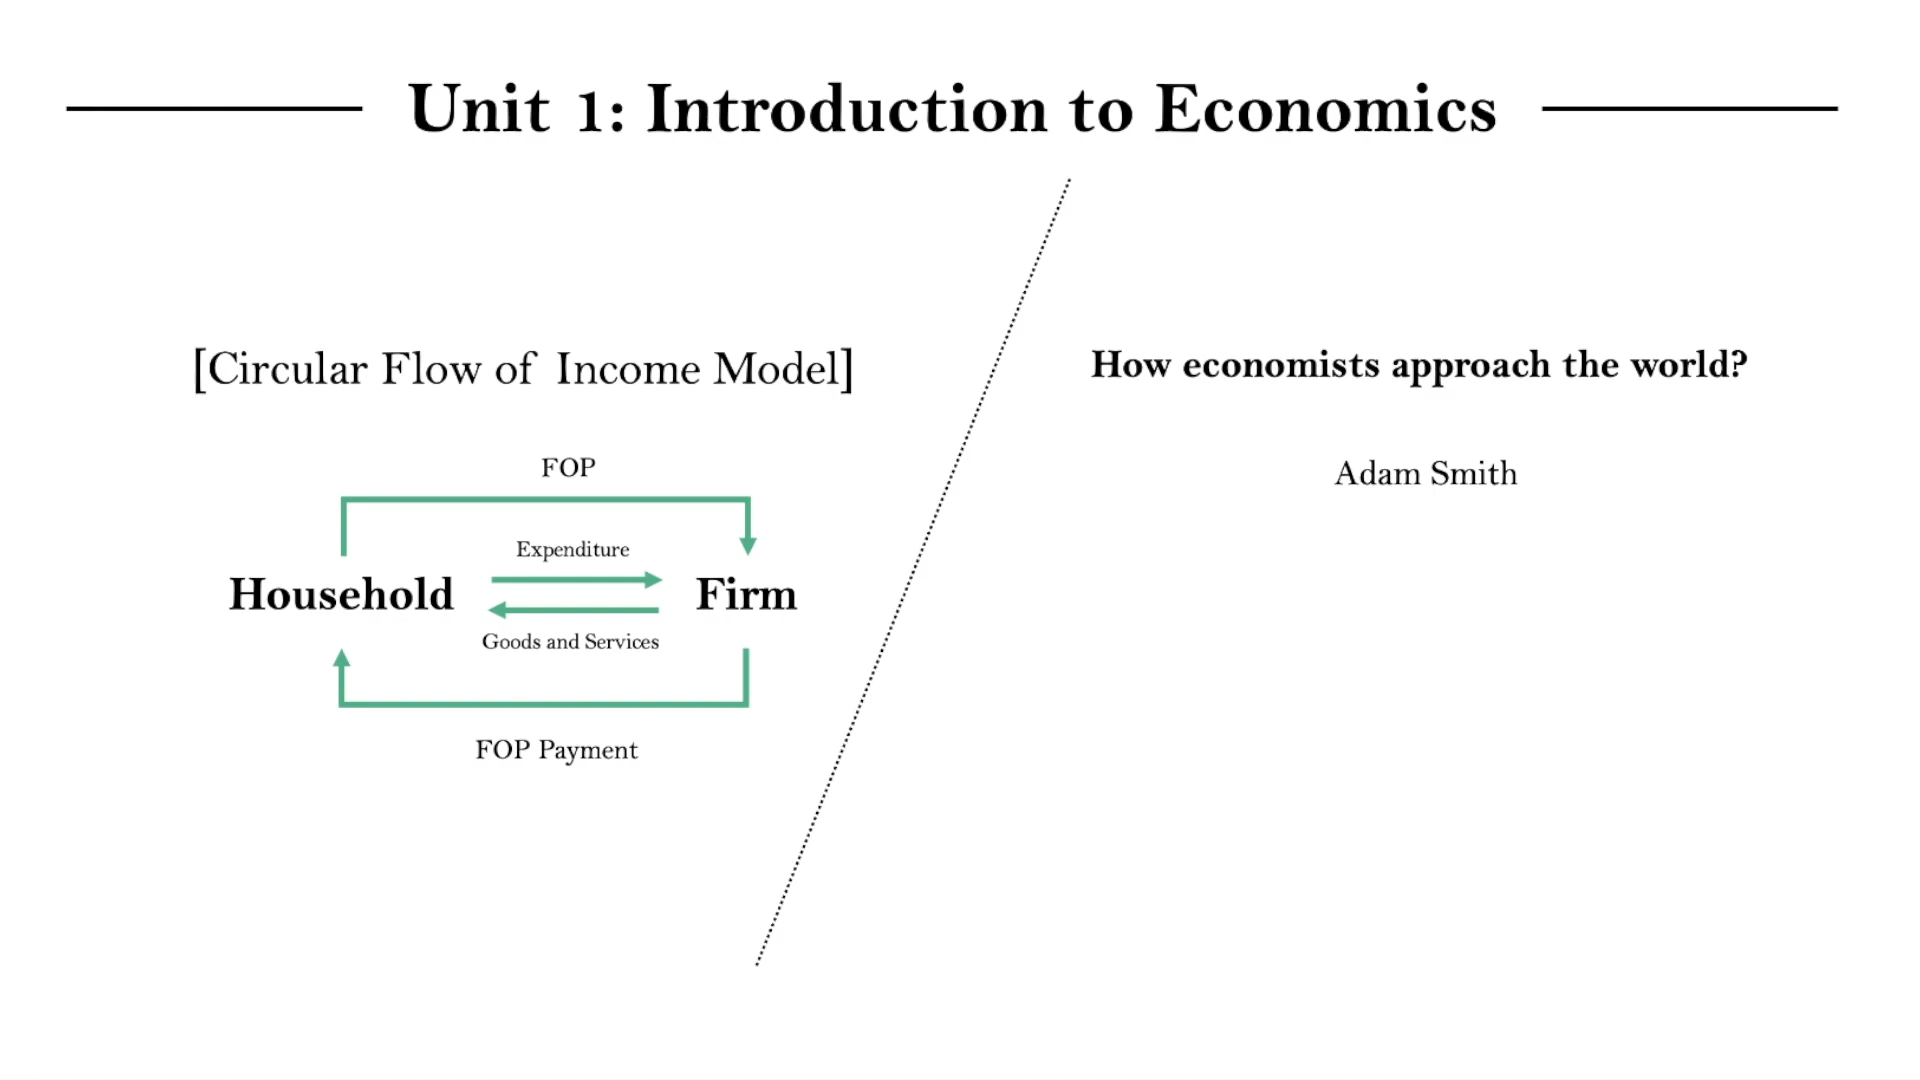 Unit 1: Introduction to Economics
[Circular Flow of Income Model]
FOP
Expenditure
Household
Firm
Goods and Services
FOP Payment
How economists approach the world?
Adam Smith